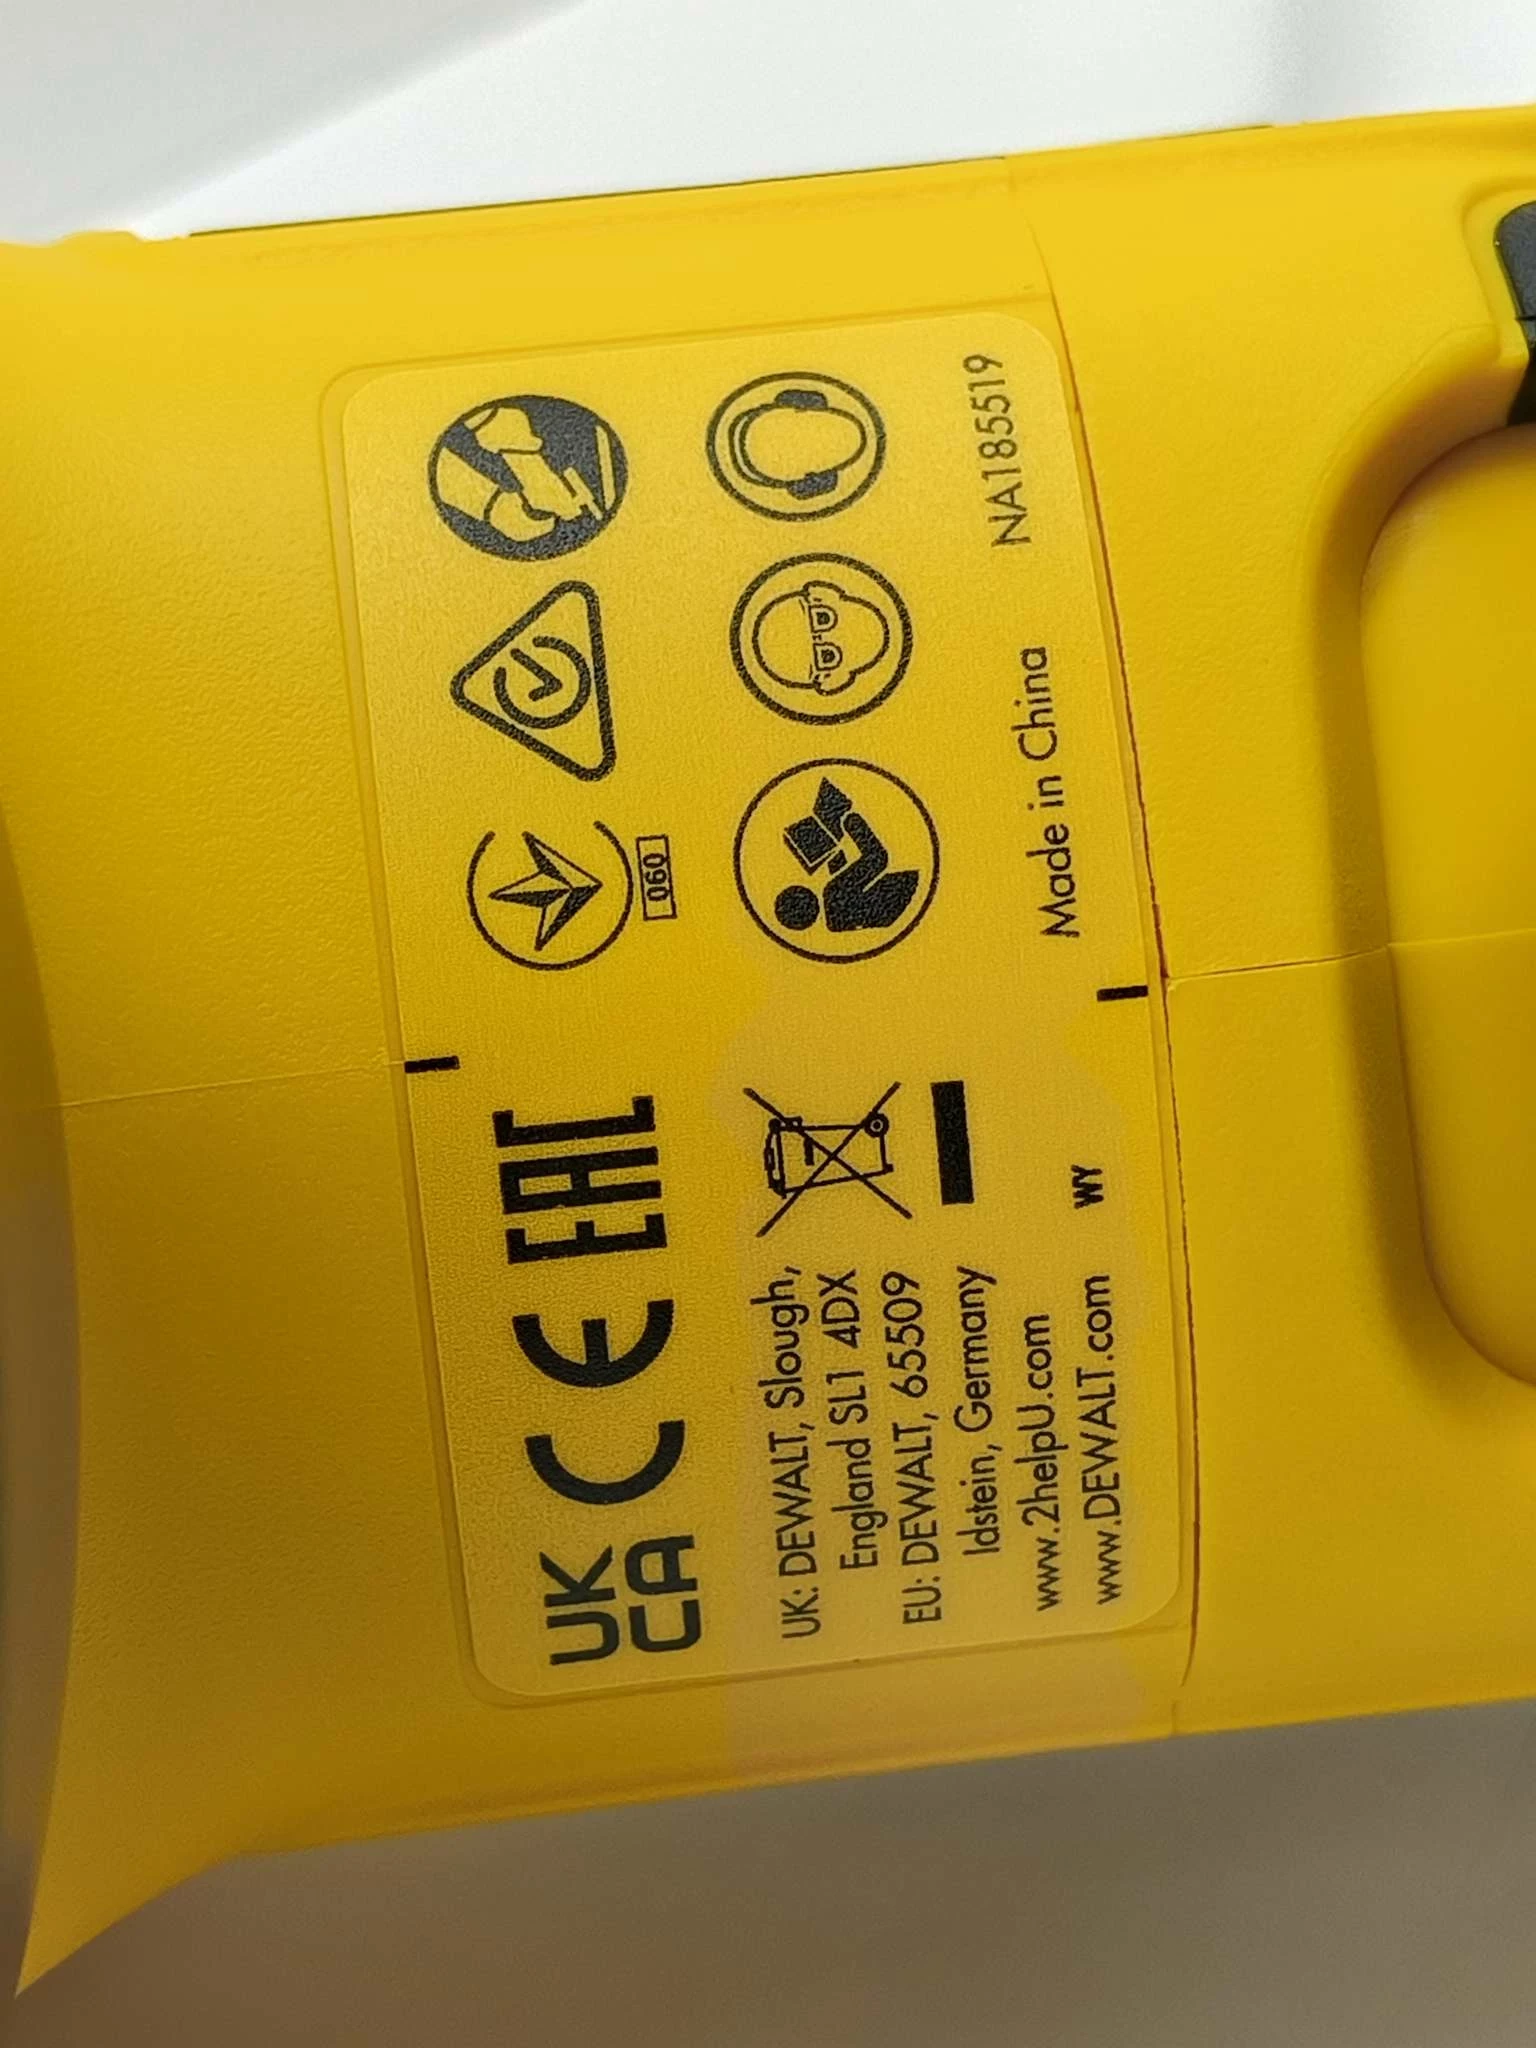 UK
CA CE EAC
060
UK: DEWALT, Slough,
England SL1 4DX
EU: DEWALT, 65509
Idstein, Germany
www.2helpU.com
www.DEWALT.com WY
Made in China NA185519